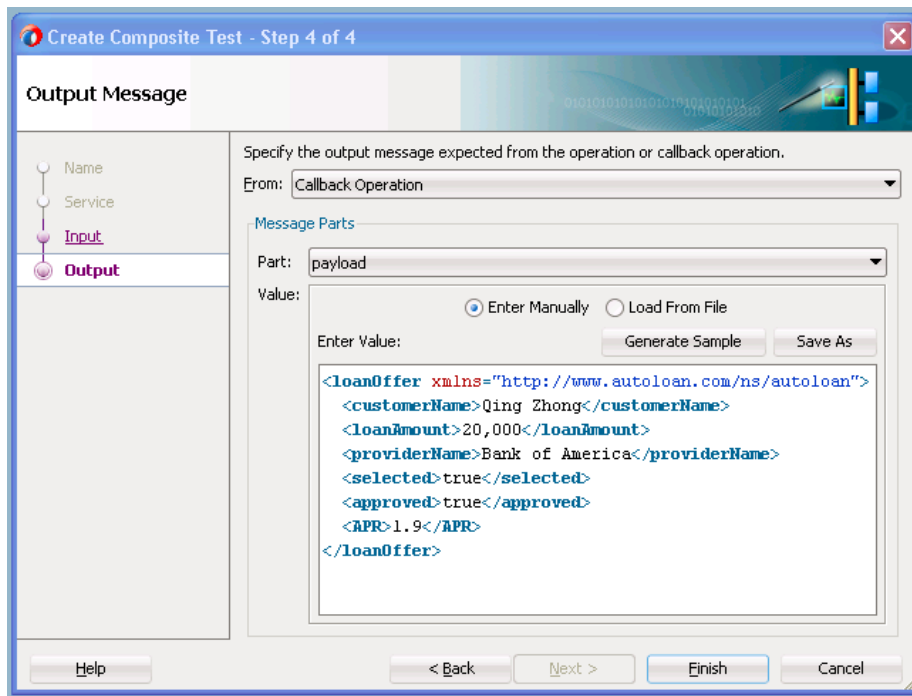 Create Composite Test - Step 4 of 4
Output Message
Name
Service
Input
Output
Specify the output message expected from the operation or callback operation.
From: Callback Operation
Message Parts
Part: payload
Value:
Enter Manually Load From File
Enter Value: Generate Sample Save As
<loanOffer xmlns="http://www.autoloan.com/ns/autoloan">
<customerName>Qing Zhong</customerName>
<loanAmount>20,000</loanAmount>
<providerName>Bank of America</providerName>
<selected>true</selected>
<approved>true</approved>
<APR>1.9</APR>
</loanOffer>
Help < Back Next > Finish Cancel